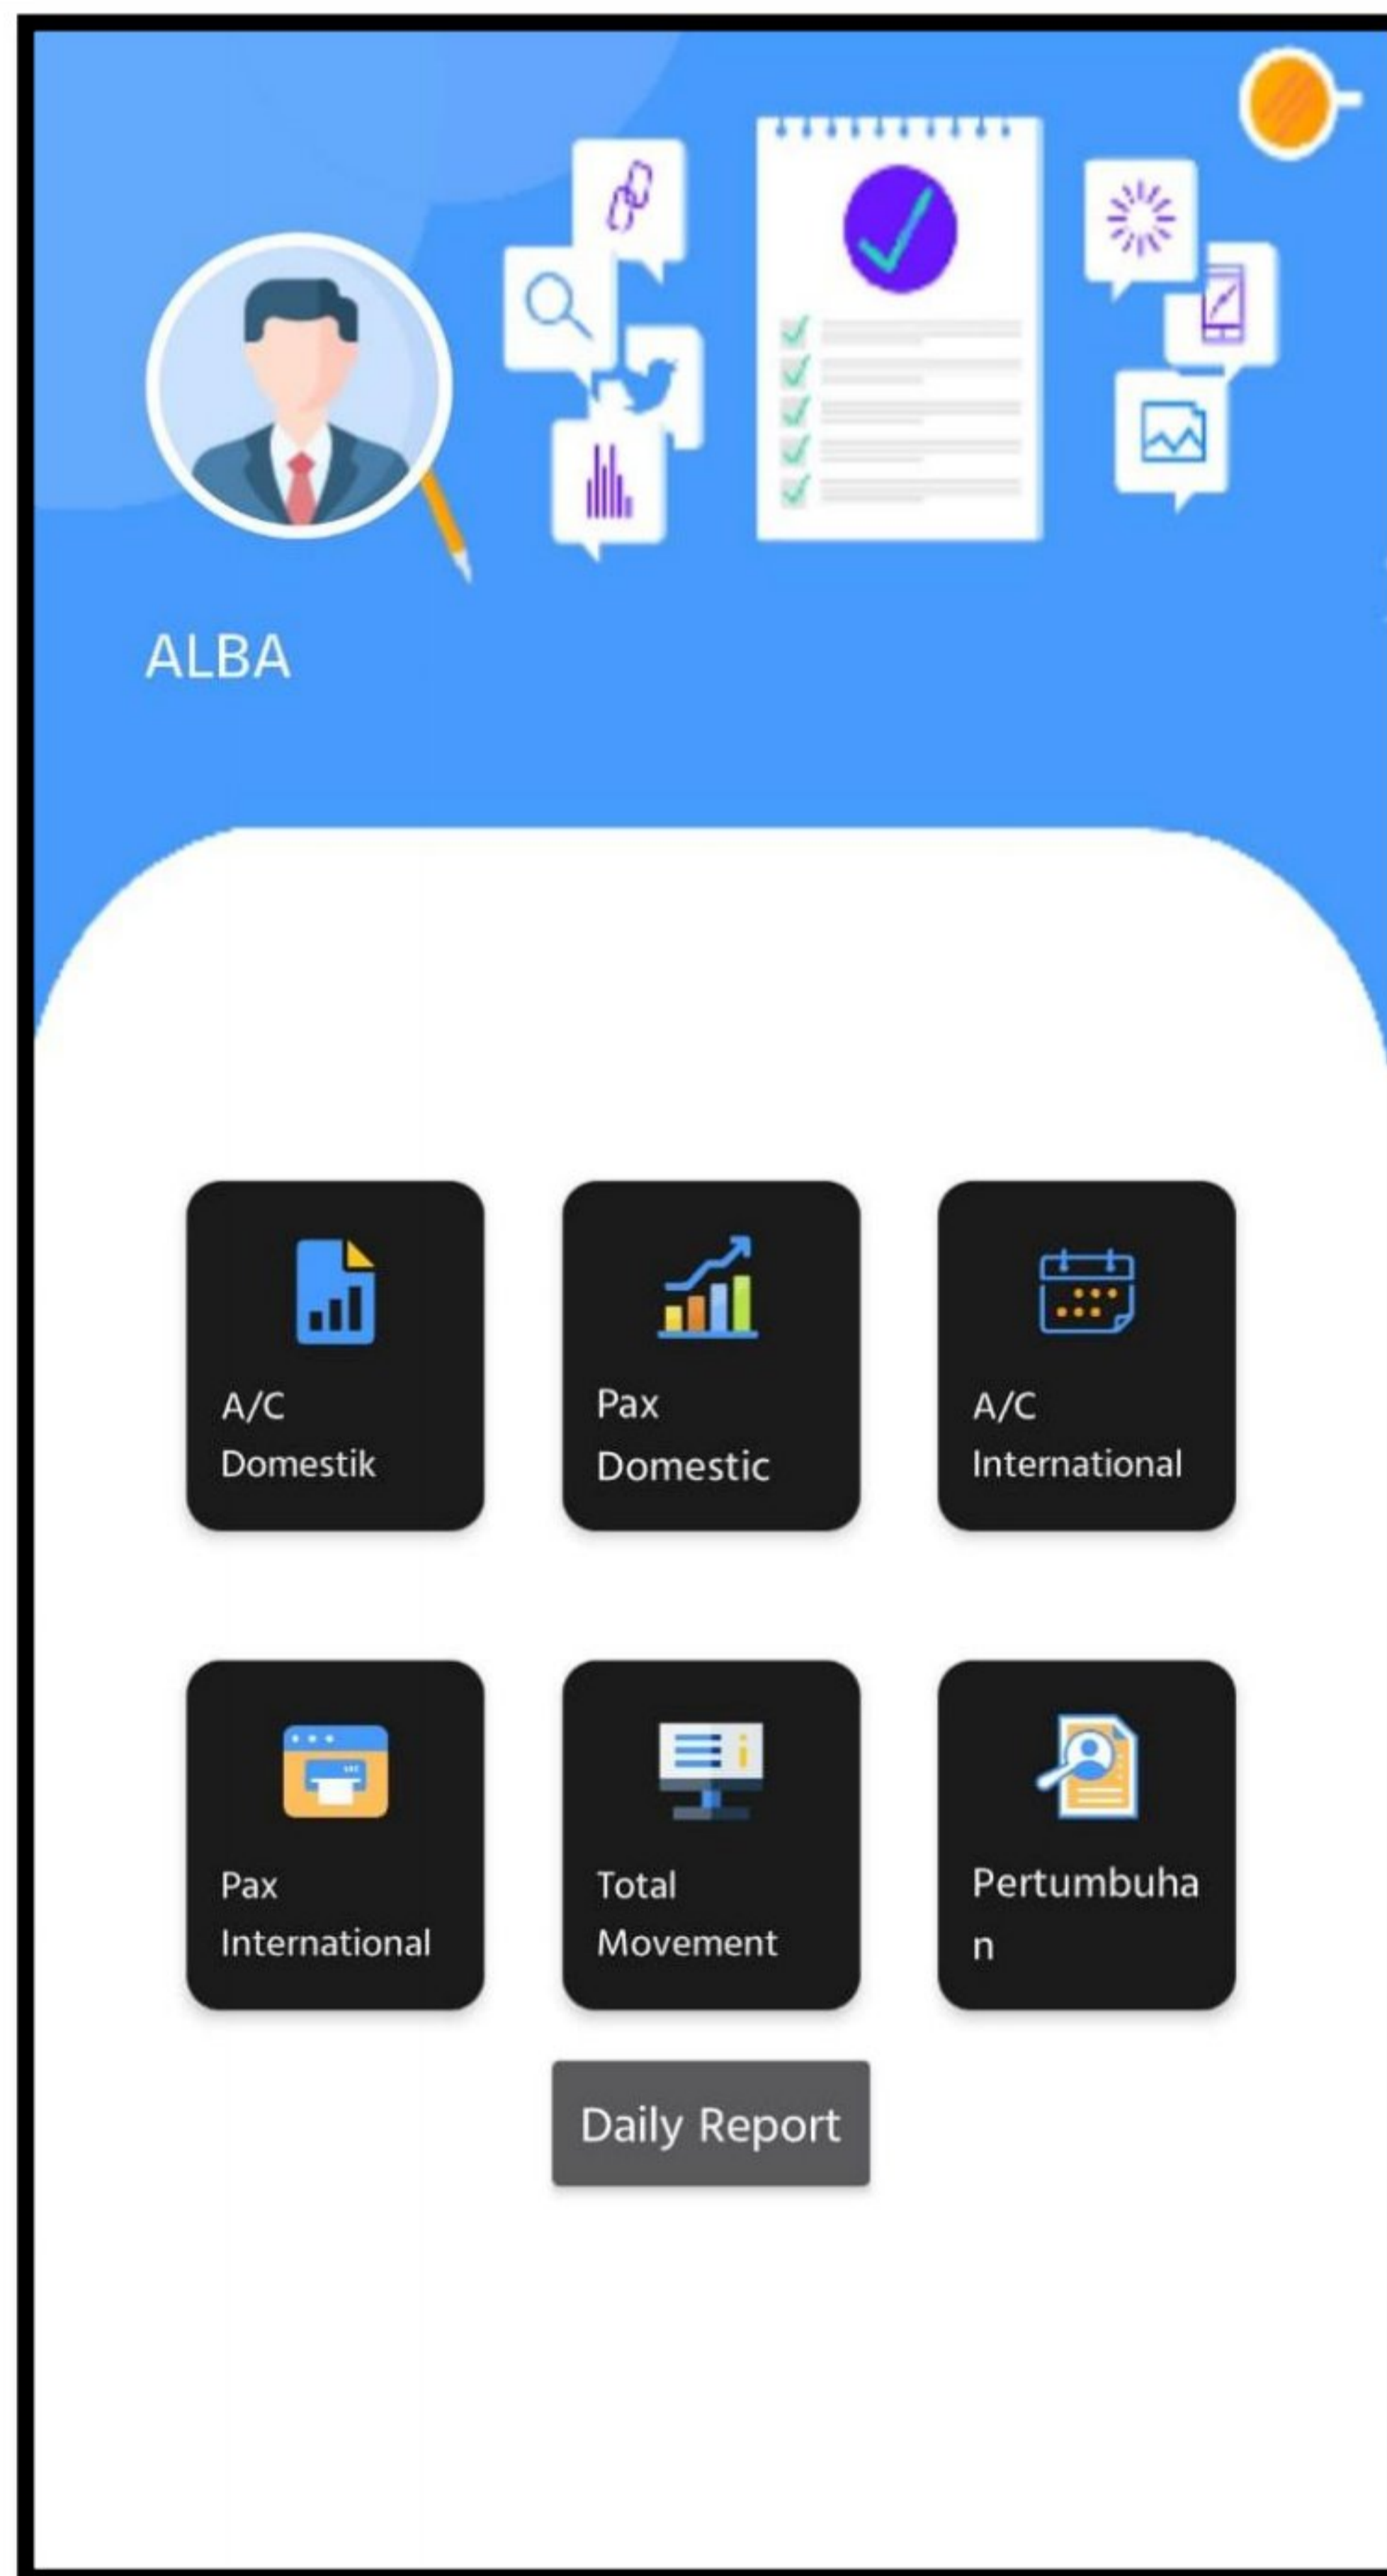 ALBA
A/C
Domestik
Pax
Domestic
A/C
International
Pax
International
Total
Movement
Pertumbuha
n
Daily Report